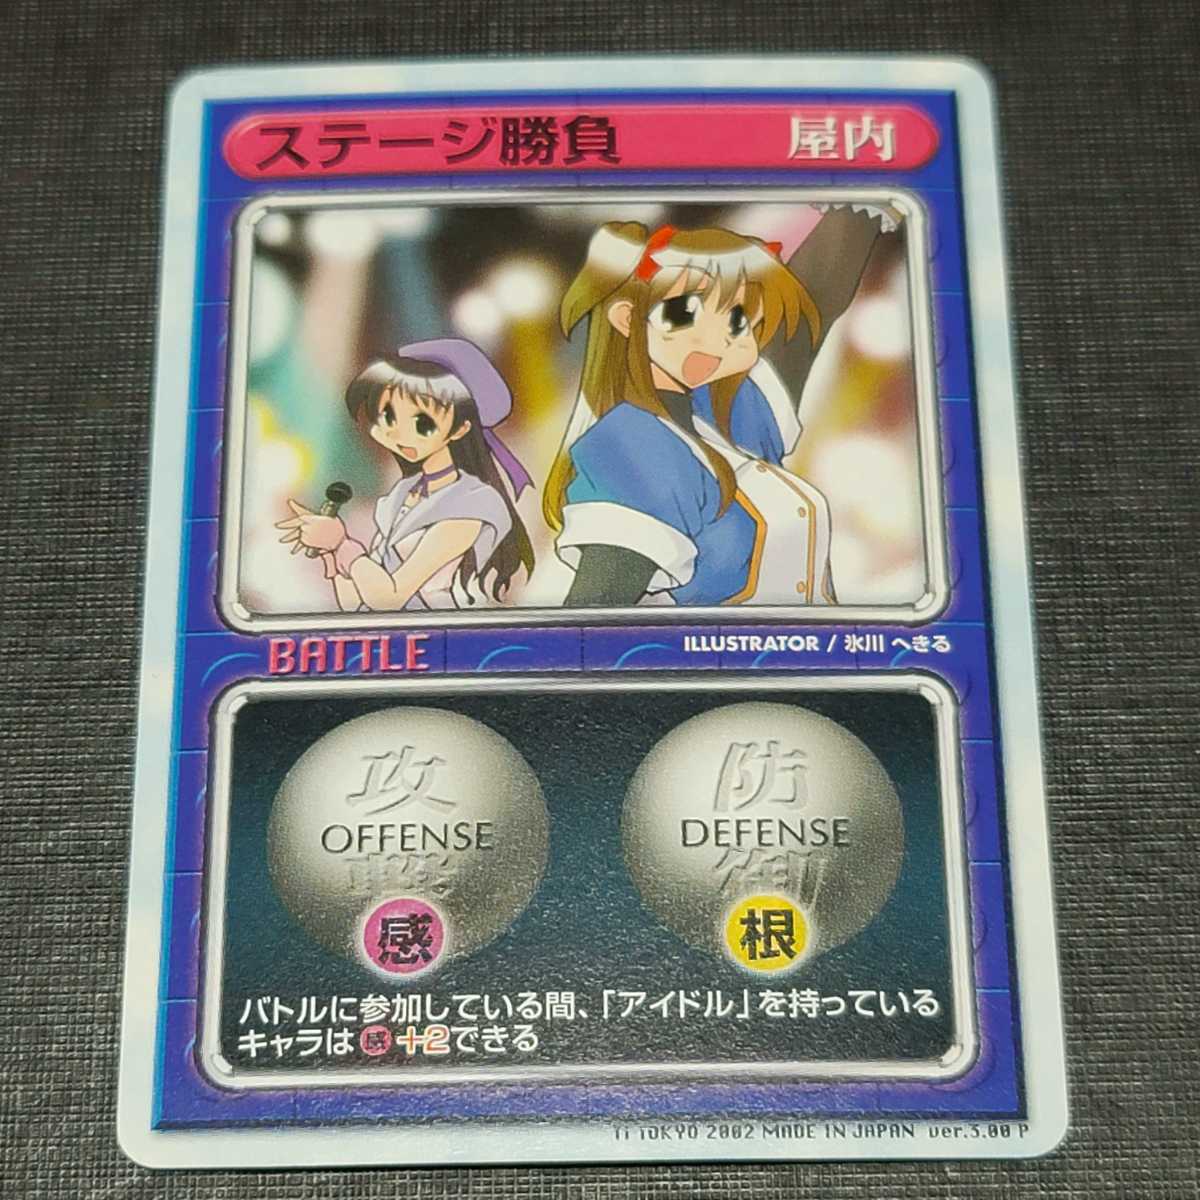 ステージ勝負 屋内
BATTLE
ILLUSTRATOR / 氷川 へきる
攻撃
OFFENSE
感
防御
DEFENSE
根
バトルに参加している間、「アイドル」を持っている
キャラは感+2できる
TI TOKYO 2002 MADE IN JAPAN ver.3.00 P